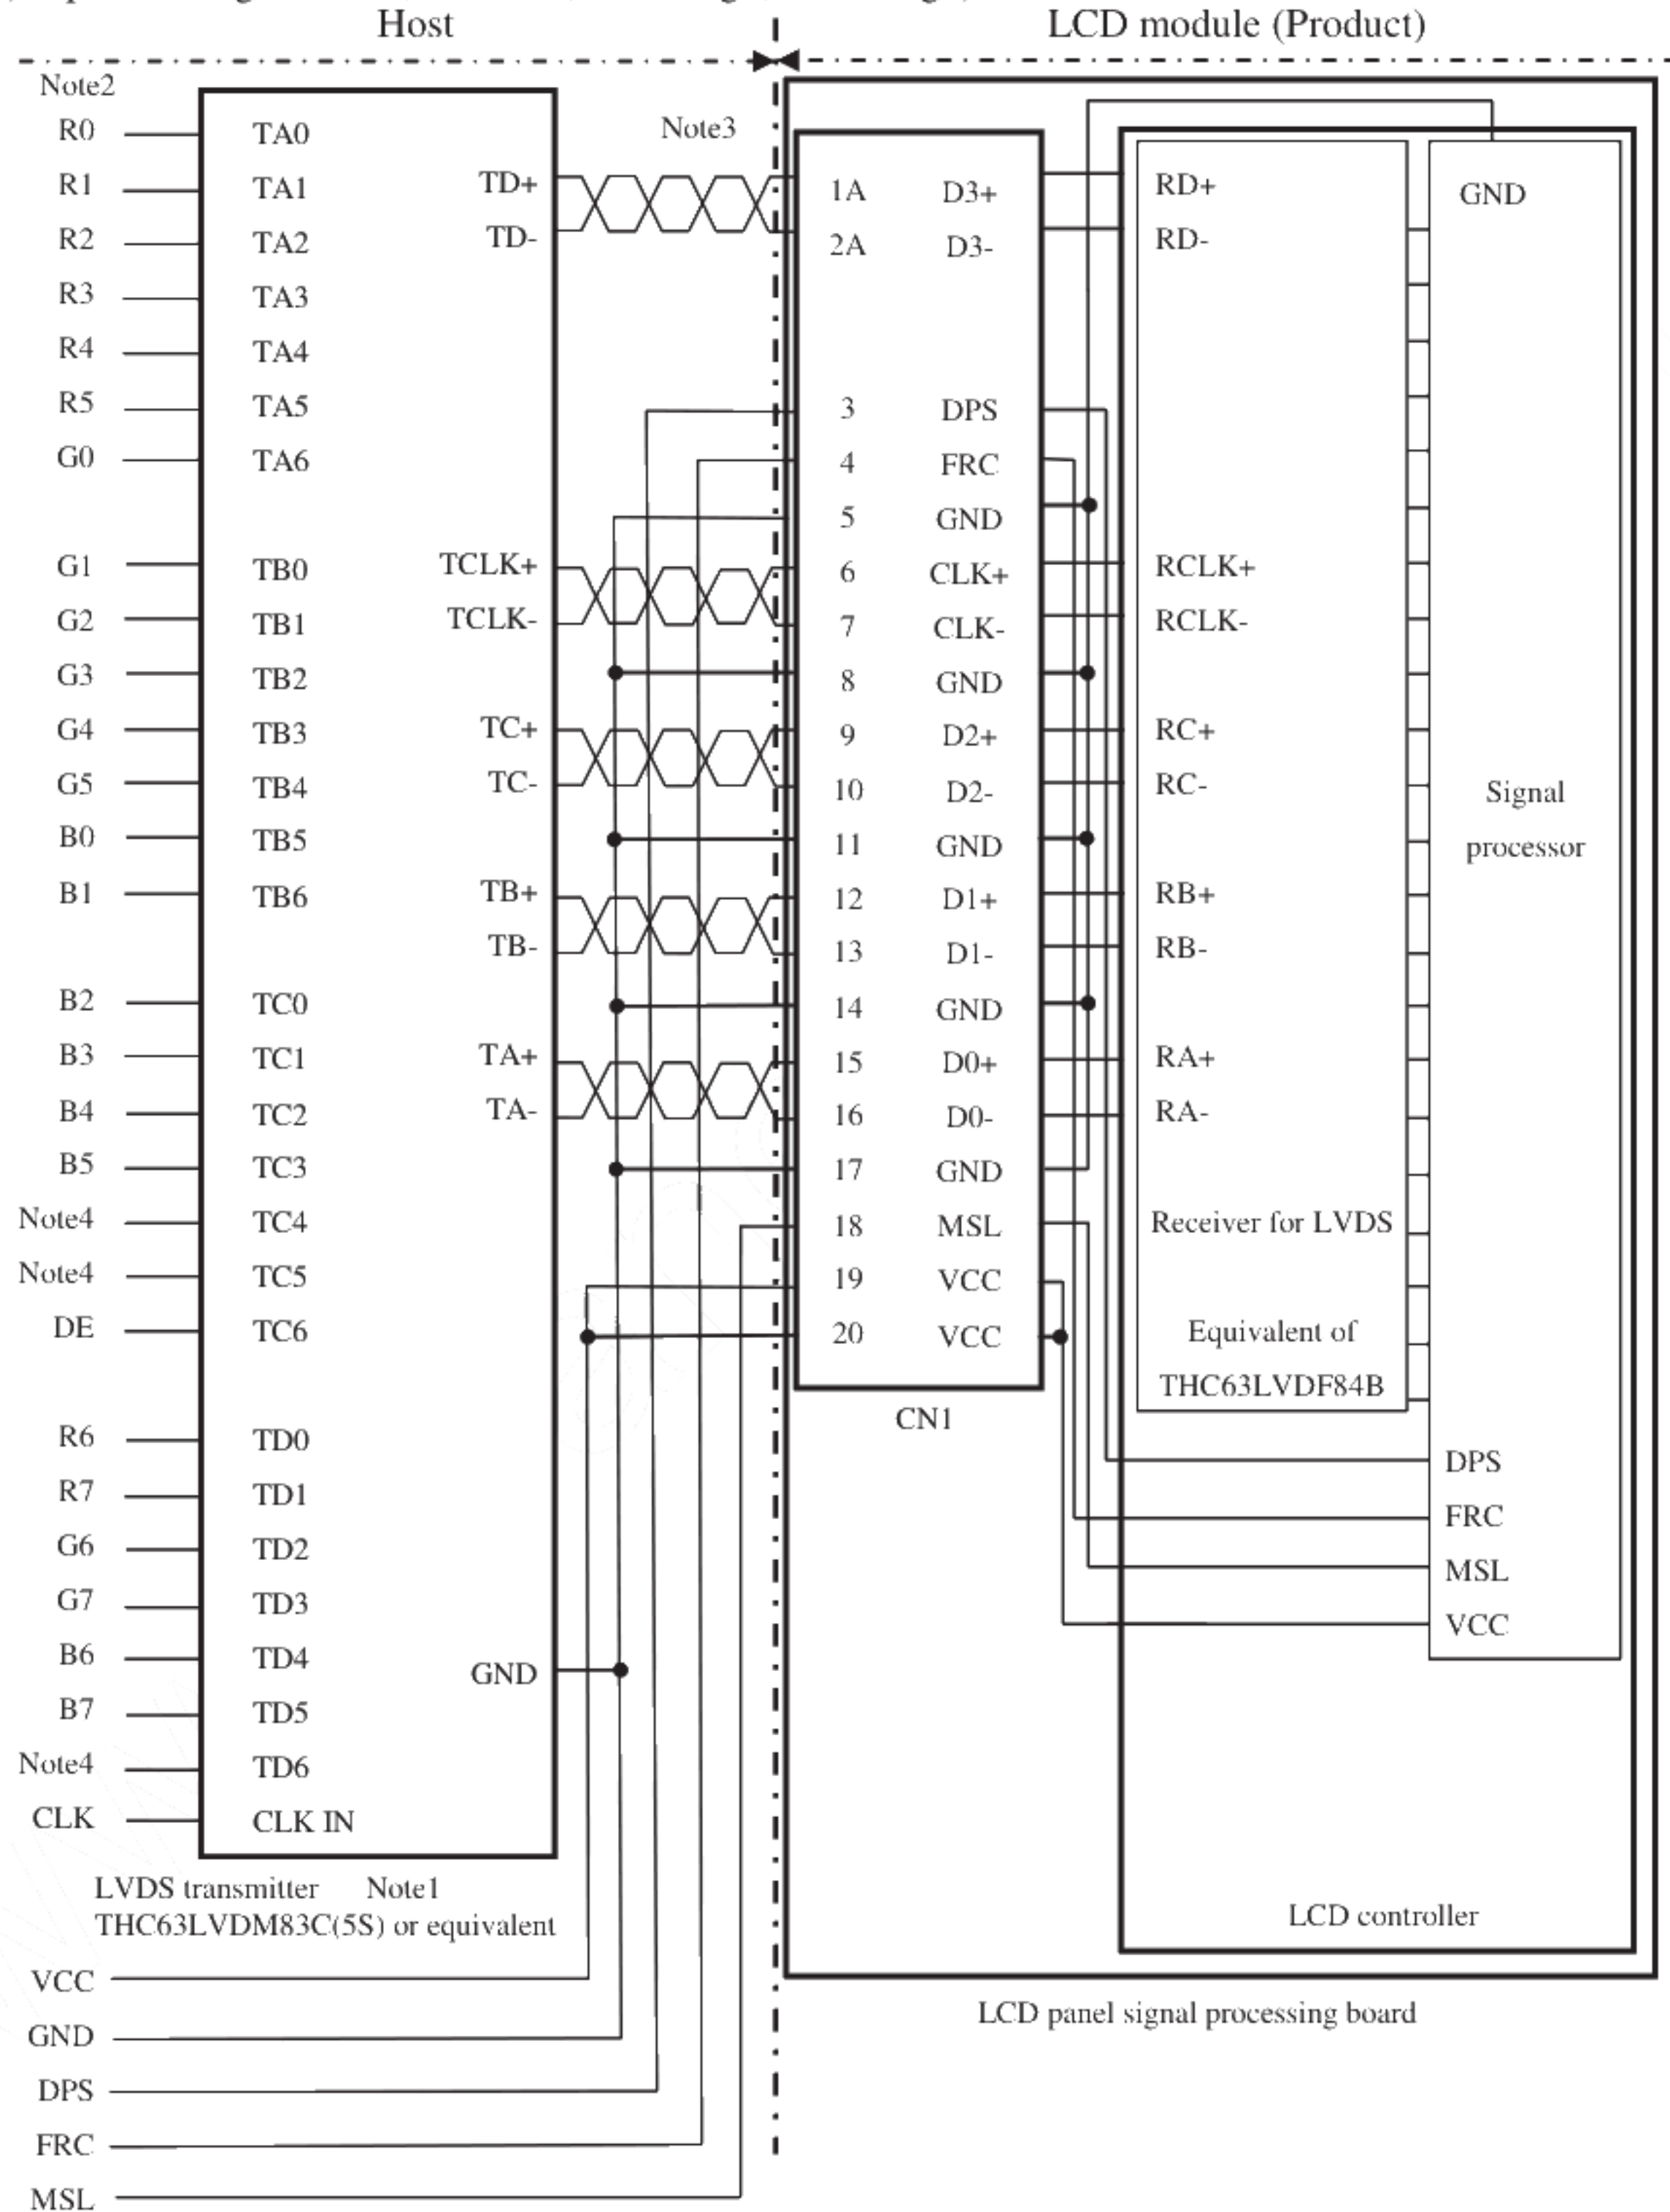 Host
LCD module (Product)
Note2
Note3
R0 TA0
R1 TA1 TD+ 1A D3+ RD+ GND
R2 TA2 TD- 2A D3- RD-
R3 TA3
R4 TA4
R5 TA5 3 DPS
G0 TA6 4 FRC
5 GND
G1 TB0 TCLK+ 6 CLK+ RCLK+
G2 TB1 TCLK- 7 CLK- RCLK-
G3 TB2 8 GND
G4 TB3 TC+ 9 D2+ RC+
G5 TB4 TC- 10 D2- RC- Signal
B0 TB5 11 GND processor
B1 TB6 TB+ 12 D1+ RB+
TB- 13 D1- RB-
B2 TC0 14 GND
B3 TC1 TA+ 15 D0+ RA+
B4 TC2 TA- 16 D0- RA-
B5 TC3 17 GND
Note4 TC4 18 MSL Receiver for LVDS
Note4 TC5 19 VCC
DE TC6 20 VCC Equivalent of
THC63LVDF84B
CN1
R6 TD0 DPS
R7 TD1 FRC
G6 TD2 MSL
G7 TD3 VCC
B6 TD4 GND
B7 TD5
Note4 TD6
CLK CLK IN
LVDS transmitter Note1
THC63LVDM83C(5S) or equivalent
LCD controller
VCC
LCD panel signal processing board
GND
DPS
FRC
MSL